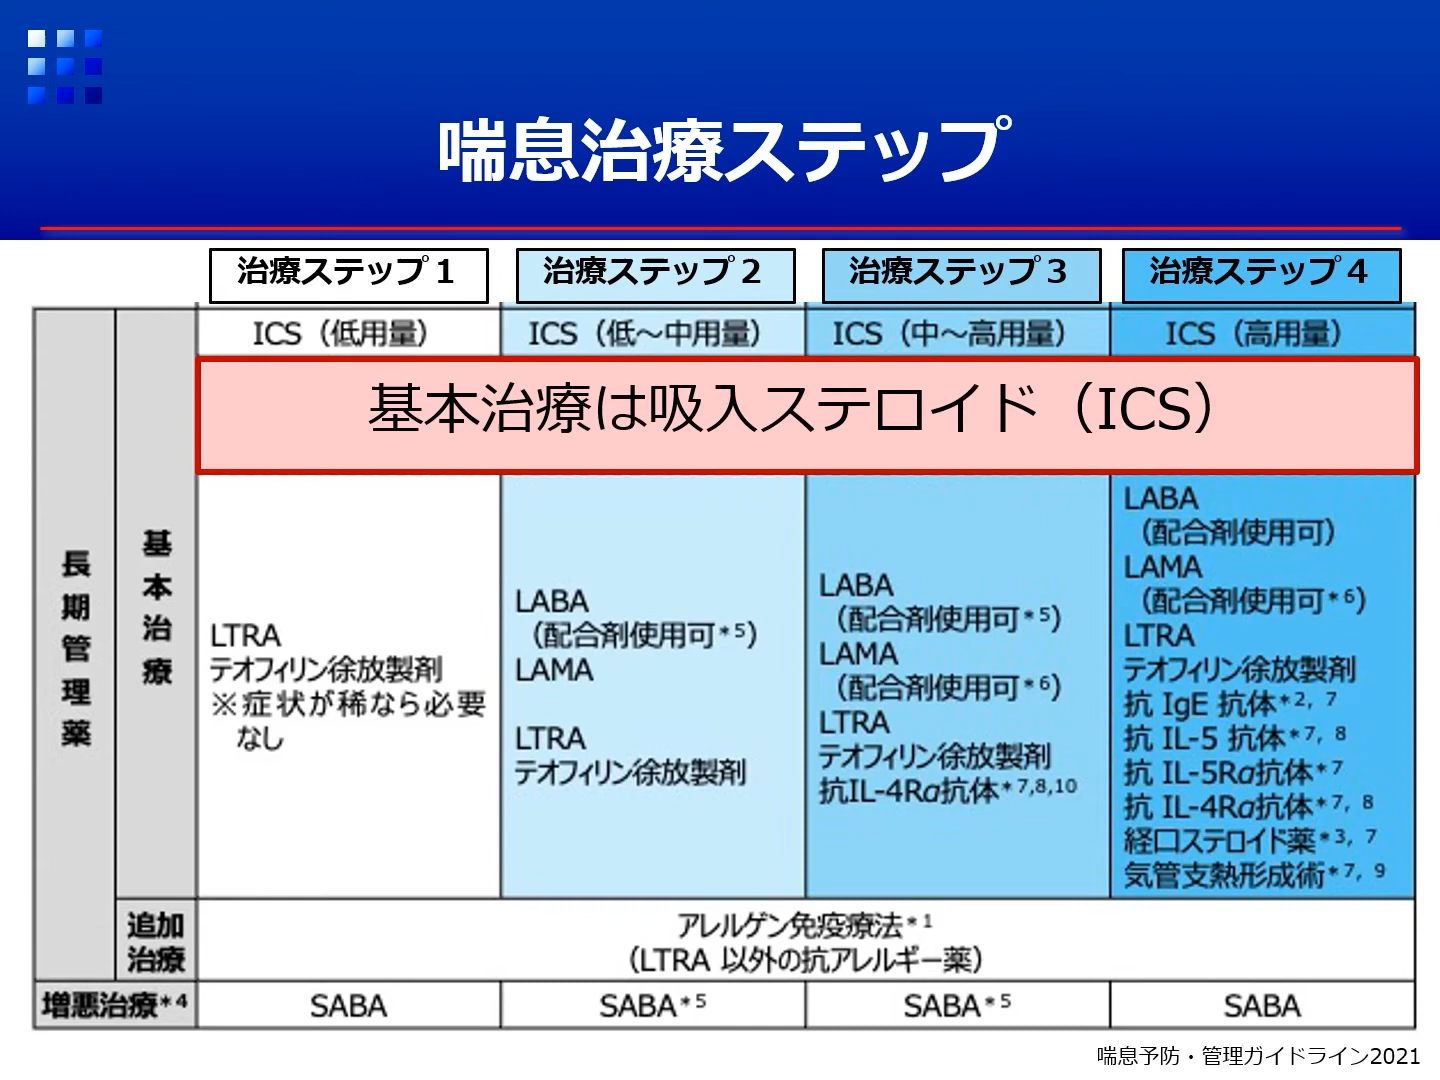 喘息治療ステップ
治療ステップ1
治療ステップ2
治療ステップ3
治療ステップ4
ICS（低用量）
ICS（低～中用量）
ICS（中～高用量）
ICS（高用量）
基本治療は吸入ステロイド（ICS）
長期管理薬
基本治療
LTRA
テオフィリン徐放製剤
※症状が稀なら必要
なし
LABA
（配合剤使用可*5）
LAMA
LTRA
テオフィリン徐放製剤
LABA
（配合剤使用可*5）
LAMA
（配合剤使用可*6）
LTRA
テオフィリン徐放製剤
抗IL-4Rα抗体*7,8,10
LABA
（配合剤使用可）
LAMA
（配合剤使用可*6）
LTRA
テオフィリン徐放製剤
抗 IgE 抗体*2, 7
抗 IL-5 抗体*7, 8
抗 IL-5Rα抗体*7
抗 IL-4Rα抗体*7, 8
経口ステロイド薬*3, 7
気管支熱形成術*7, 9
追加
治療
アレルゲン免疫療法*1
（LTRA 以外の抗アレルギー薬）
増悪治療*4
SABA
SABA*5
SABA*5
SABA
喘息予防・管理ガイドライン2021